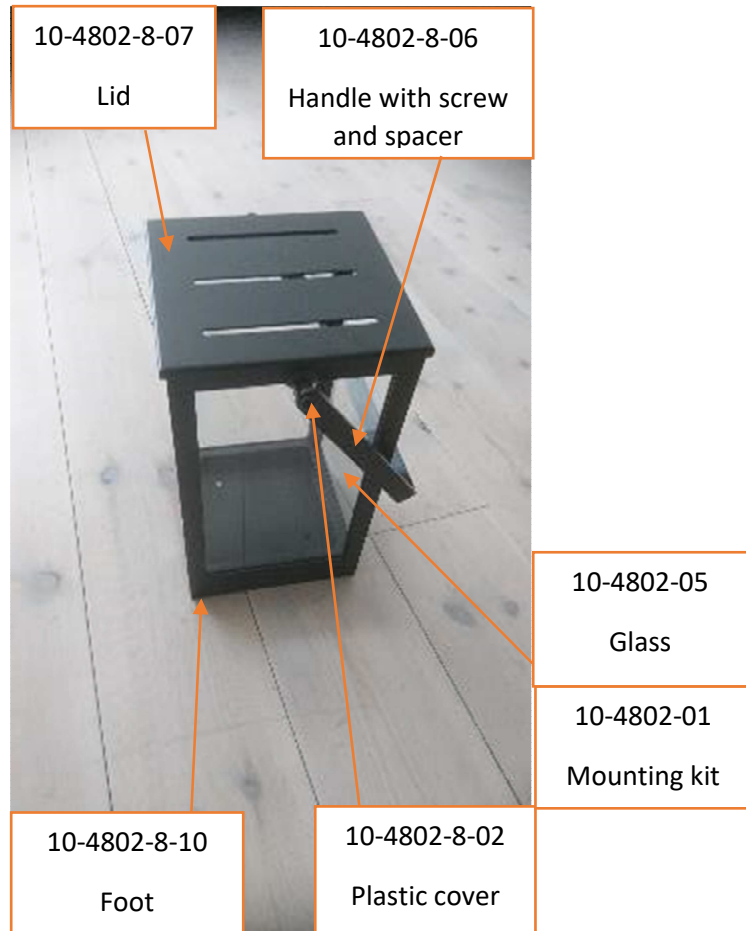 10-4802-8-07
Lid
10-4802-8-06
Handle with screw
and spacer
10-4802-05
Glass
10-4802-01
Mounting kit
10-4802-8-10
Foot
10-4802-8-02
Plastic cover